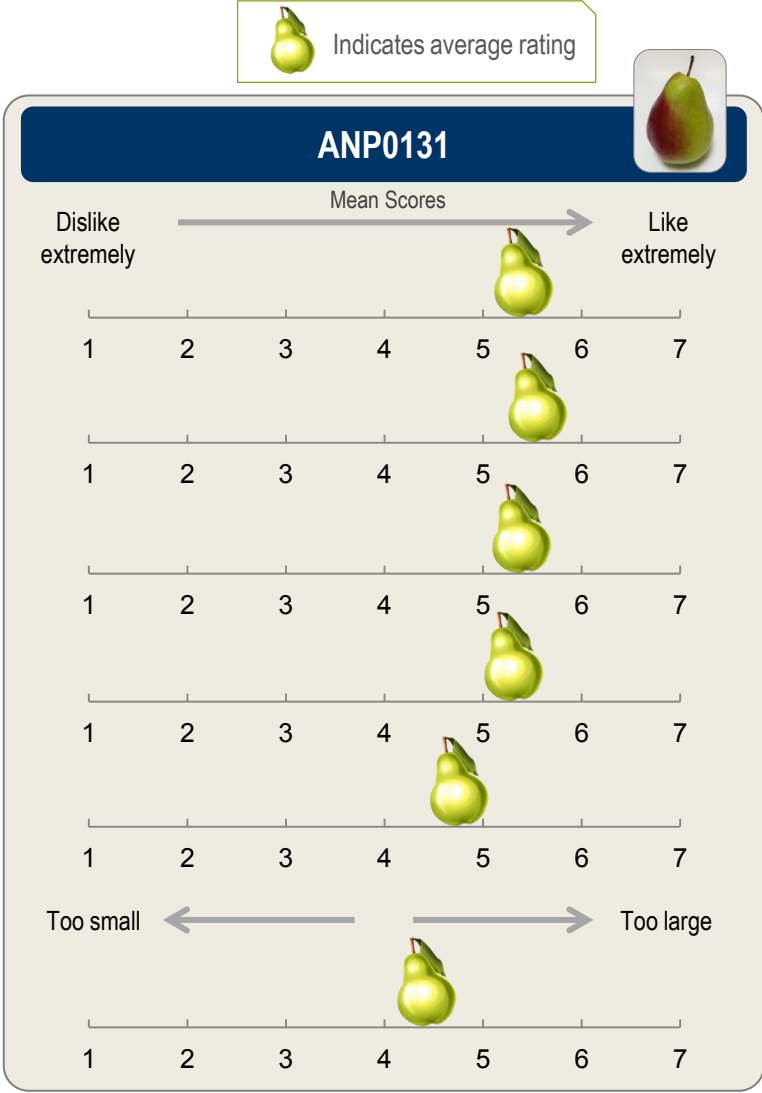 Indicates average rating
ANP0131
Mean Scores
Dislike
extremely
Like
extremely
1 2 3 4 5 6 7
1 2 3 4 5 6 7
1 2 3 4 5 6 7
1 2 3 4 5 6 7
1 2 3 4 5 6 7
Too small
Too large
1 2 3 4 5 6 7